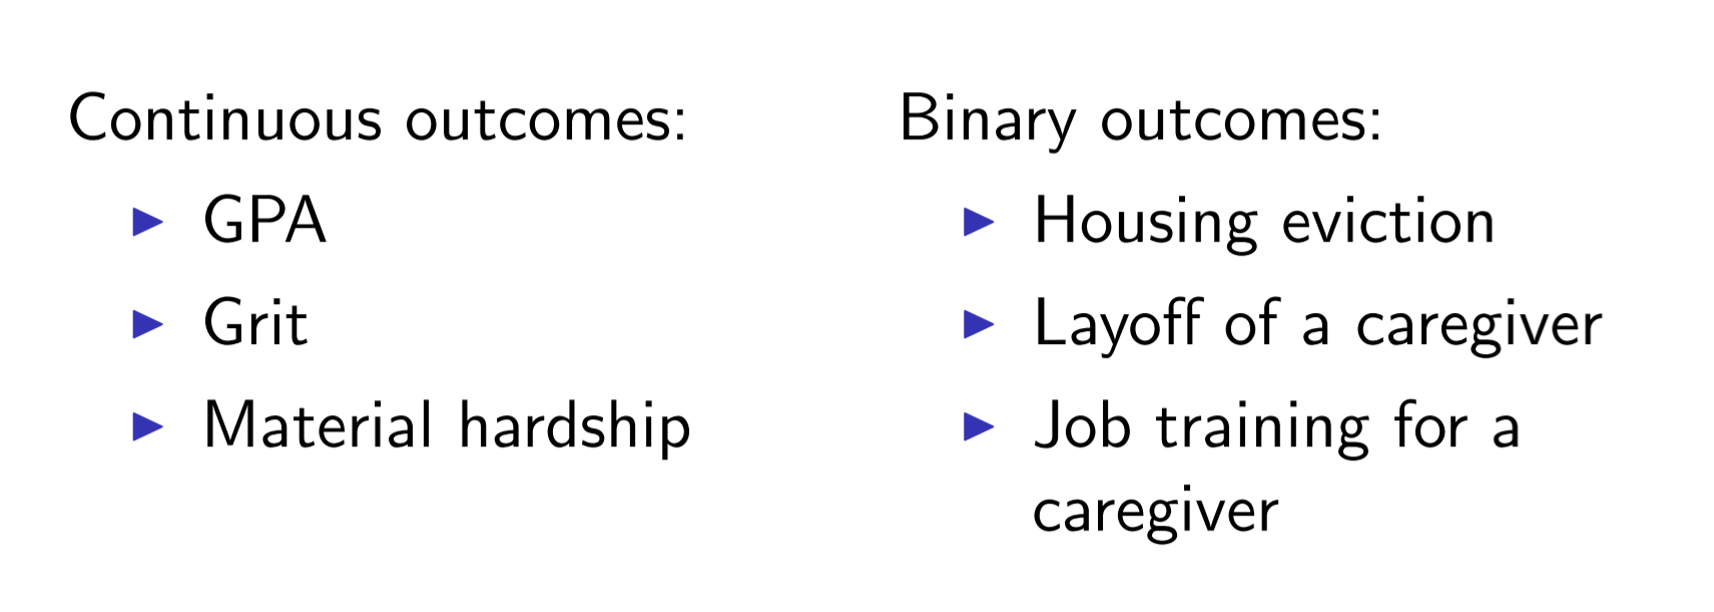 Continuous outcomes:
GPA
Grit
Material hardship
Binary outcomes:
Housing eviction
Layoff of a caregiver
Job training for a
caregiver